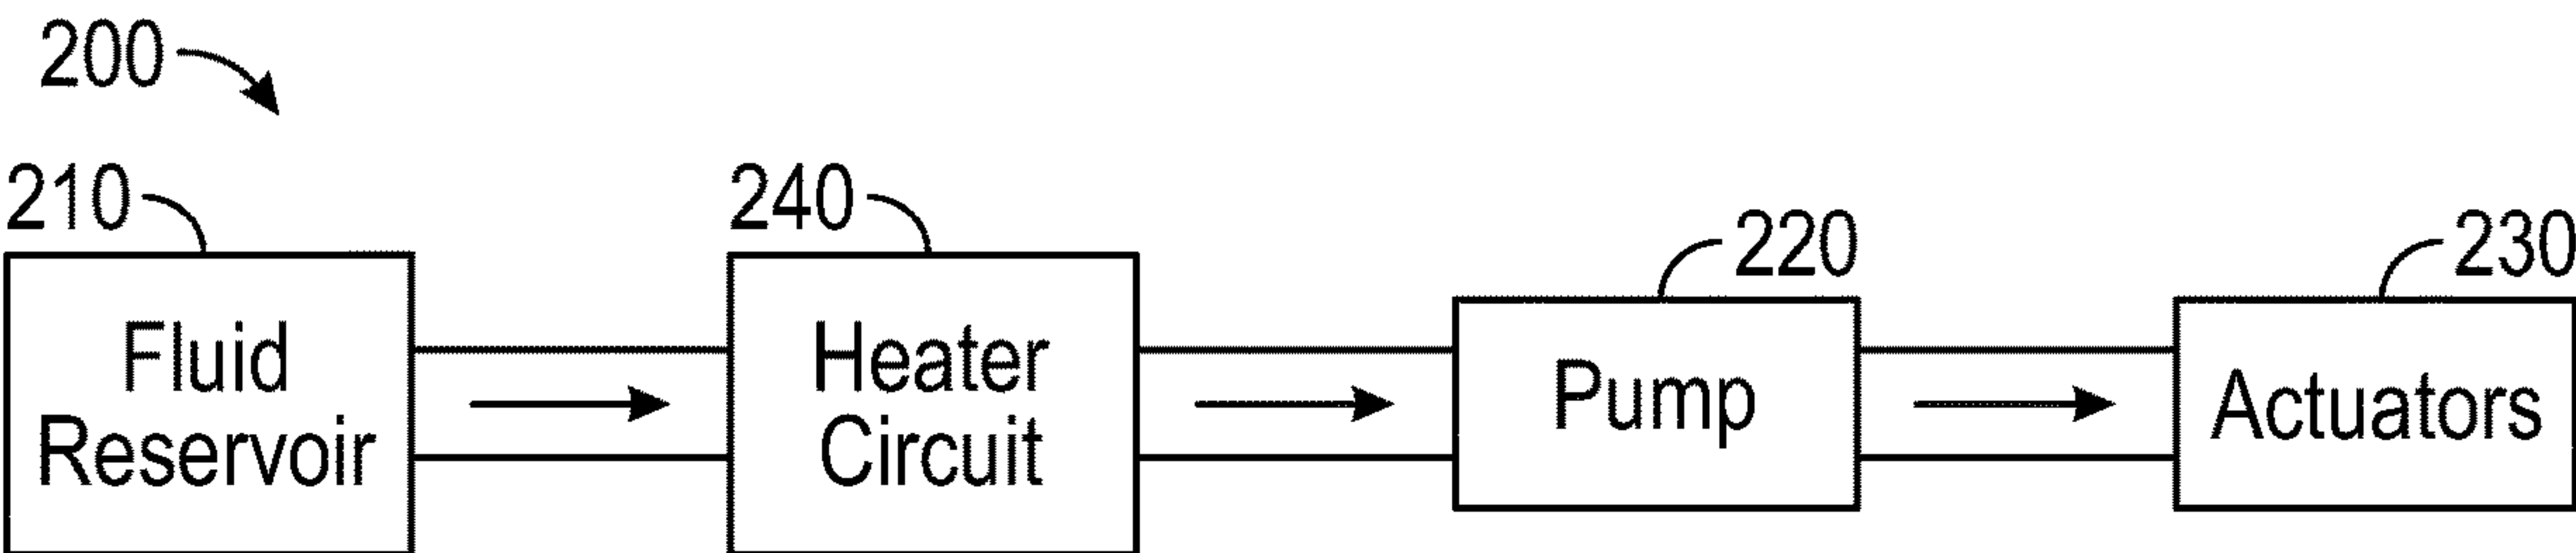 200
210
240
220
230
Fluid
Reservoir
Heater
Circuit
Pump
Actuators